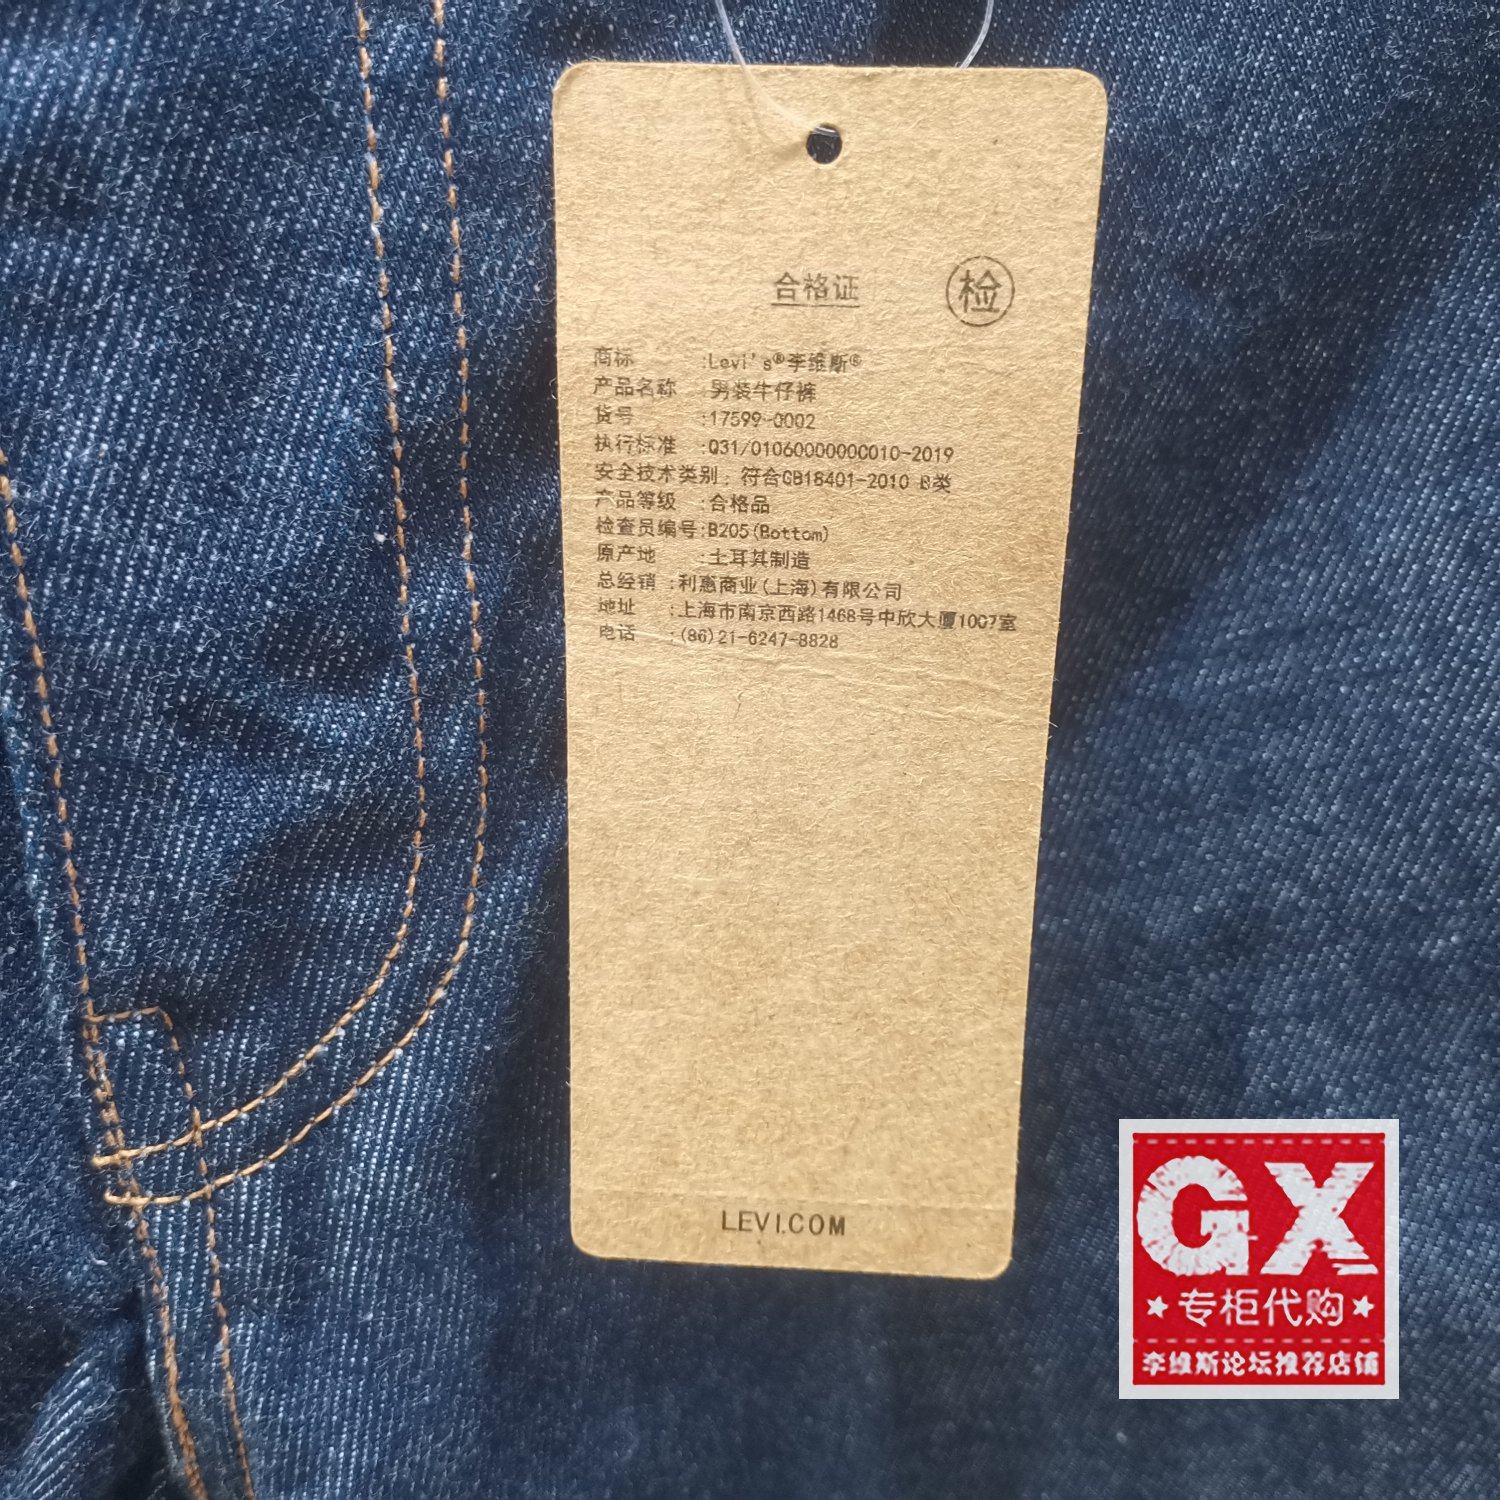 合格证 检
商标 :Levi's®李维斯®
产品名称 :男装牛仔裤
货号 :17599-0002
执行标准 :Q31/01060000000C010-2019
安全技术类别: 符合GB18401-2010 B类
产品等级 :合格品
检查员编号:B205(Bottom)
原产地 :土耳其制造
总经销 :利惠商业(上海)有限公司
地址 :上海市南京西路1468号中欣大厦1007室
电话 :(86)21-6247-8828
LEVI.COM
GX
★专柜代购★
李维斯论坛推荐店铺